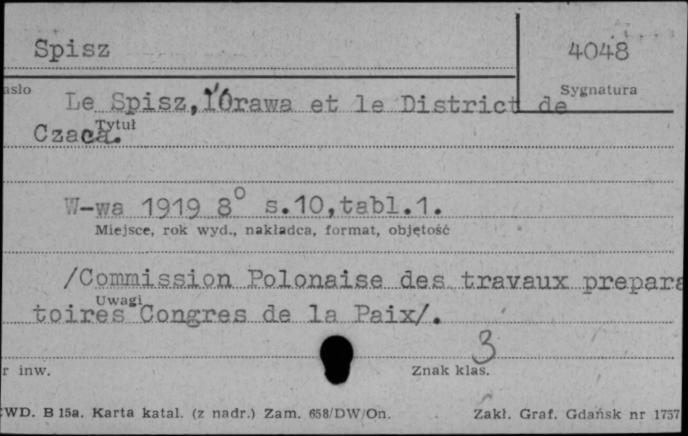 Spisz
4048
asło
Sygnatura
Le Spisz, l'Orawa et le District de
Tytuł
Czaca.
W-wa 1919 8° s.10,tabl.1.
Miejsce, rok wyd., nakładca, format, objętość
/Commission Polonaise des travaux prepara
Uwagi
toires Congres de la Paix/.
3
r inw.
Znak klas.
CWD. B 15a. Karta katal. (z nadr.) Zam. 658/DW/On.
Zakł. Graf. Gdańsk nr 1757